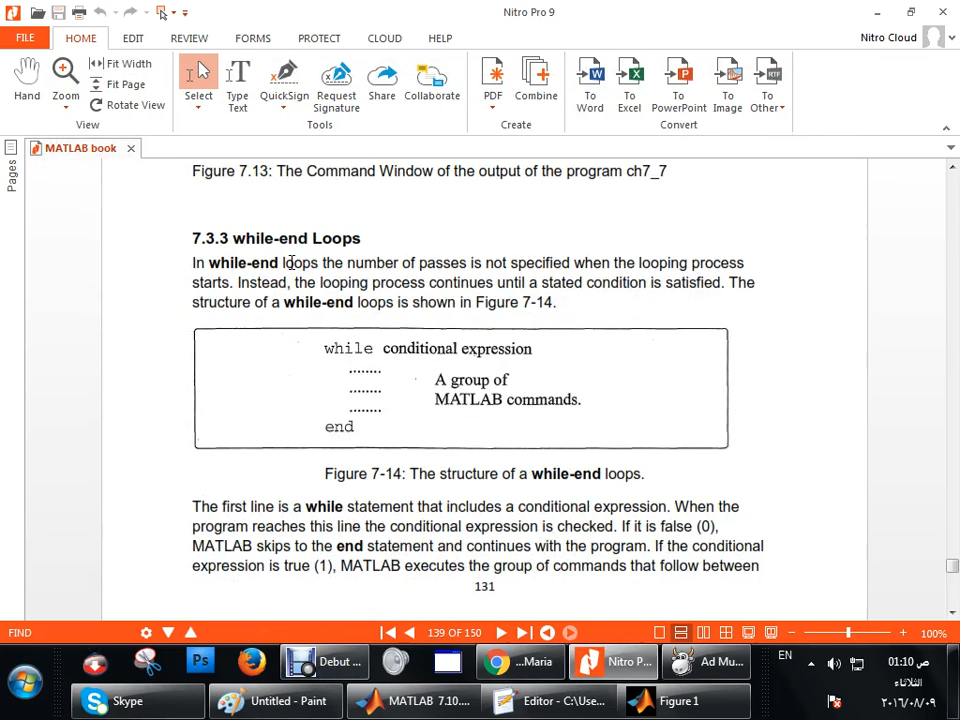 Nitro Pro 9
FILE HOME EDIT REVIEW FORMS PROTECT CLOUD HELP Nitro Cloud
Hand Zoom Fit Width Fit Page Rotate View Select Type Text QuickSign Request Signature Share Collaborate PDF Combine To Word To Excel To PowerPoint To Image To Other
View Tools Create Convert
MATLAB book
Pages
Figure 7.13: The Command Window of the output of the program ch7_7
7.3.3 while-end Loops
In while-end loops the number of passes is not specified when the looping process
starts. Instead, the looping process continues until a stated condition is satisfied. The
structure of a while-end loops is shown in Figure 7-14.
while conditional expression
........
........ A group of
........ MATLAB commands.
end
Figure 7-14: The structure of a while-end loops.
The first line is a while statement that includes a conditional expression. When the
program reaches this line the conditional expression is checked. If it is false (0),
MATLAB skips to the end statement and continues with the program. If the conditional
expression is true (1), MATLAB executes the group of commands that follow between
131
FIND 139 OF 150 100%
Ps Debut ... ...Maria Nitro P... Ad Mu... EN 01:10 ص
الثلاثاء
Skype Untitled - Paint MATLAB 7.10.... Editor - C:\Use... Figure 1 ٢٠١٦/٠٨/٠٩